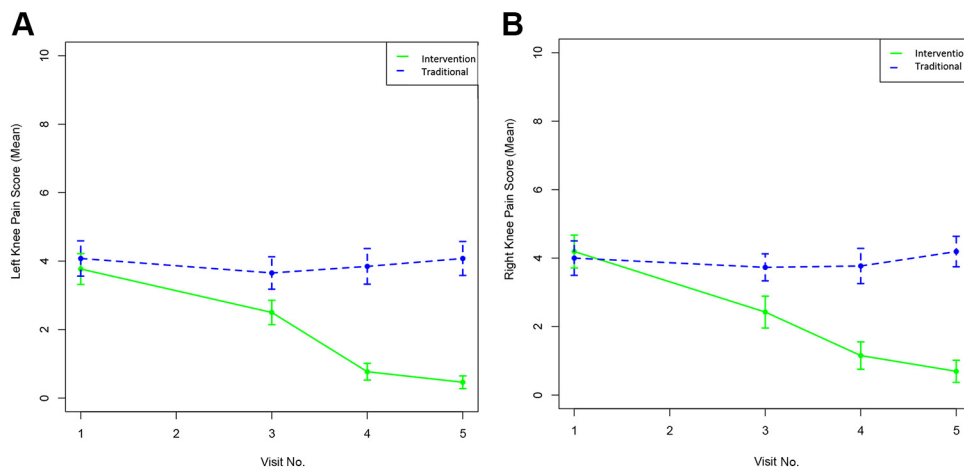 A
10
8
6
4
2
0
Left Knee Pain Score (Mean)
Intervention
Traditional
1 2 3 4 5
Visit No.
B
10
8
6
4
2
0
Right Knee Pain Score (Mean)
Intervention
Traditional
1 2 3 4 5
Visit No.